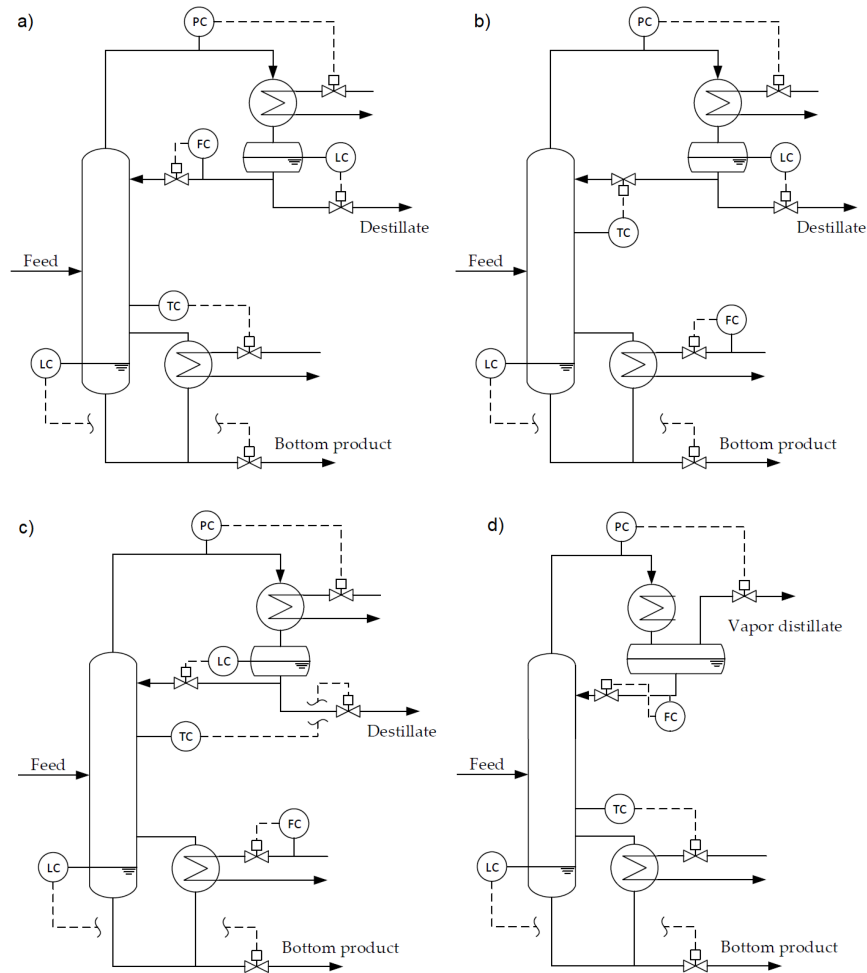 a)
PC
FC
LC
Destillate
Feed
TC
LC
Bottom product
b)
PC
LC
Destillate
TC
Feed
FC
LC
Bottom product
c)
PC
LC
Destillate
TC
Feed
FC
LC
Bottom product
d)
PC
Vapor distillate
FC
Feed
TC
LC
Bottom product